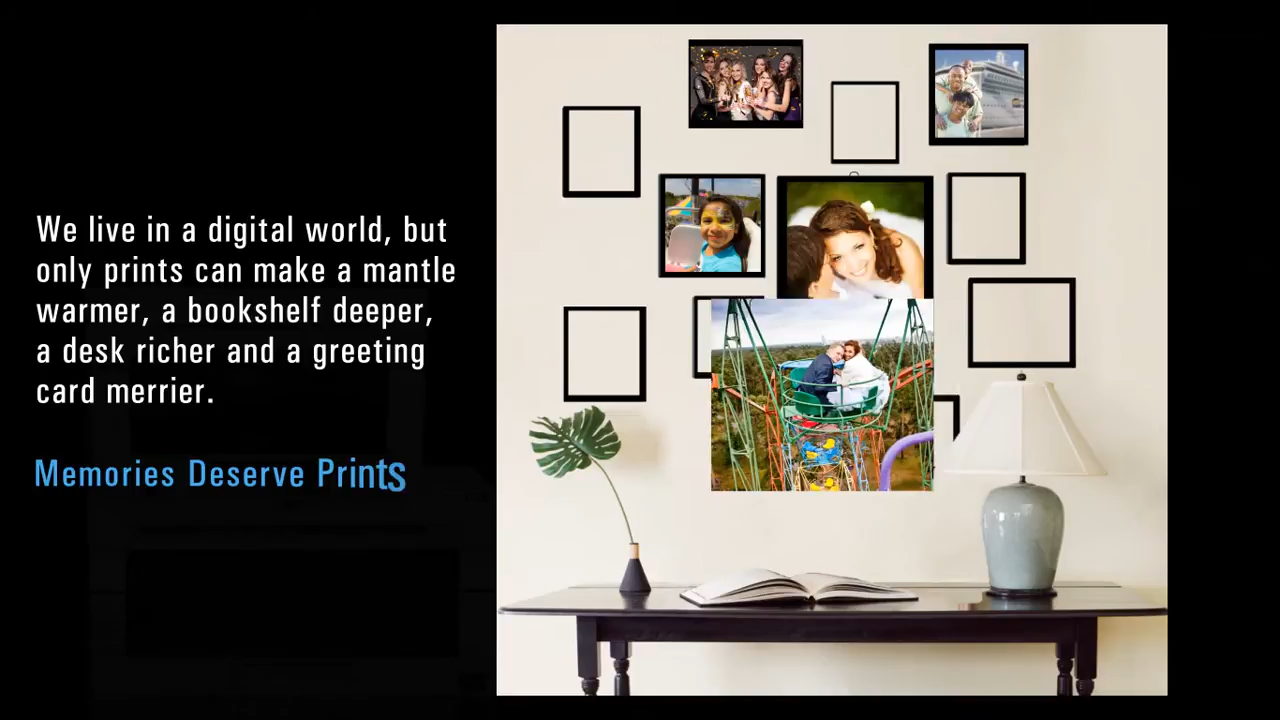 We live in a digital world, but
only prints can make a mantle
warmer, a bookshelf deeper,
a desk richer and a greeting
card merrier.
Memories Deserve Prints